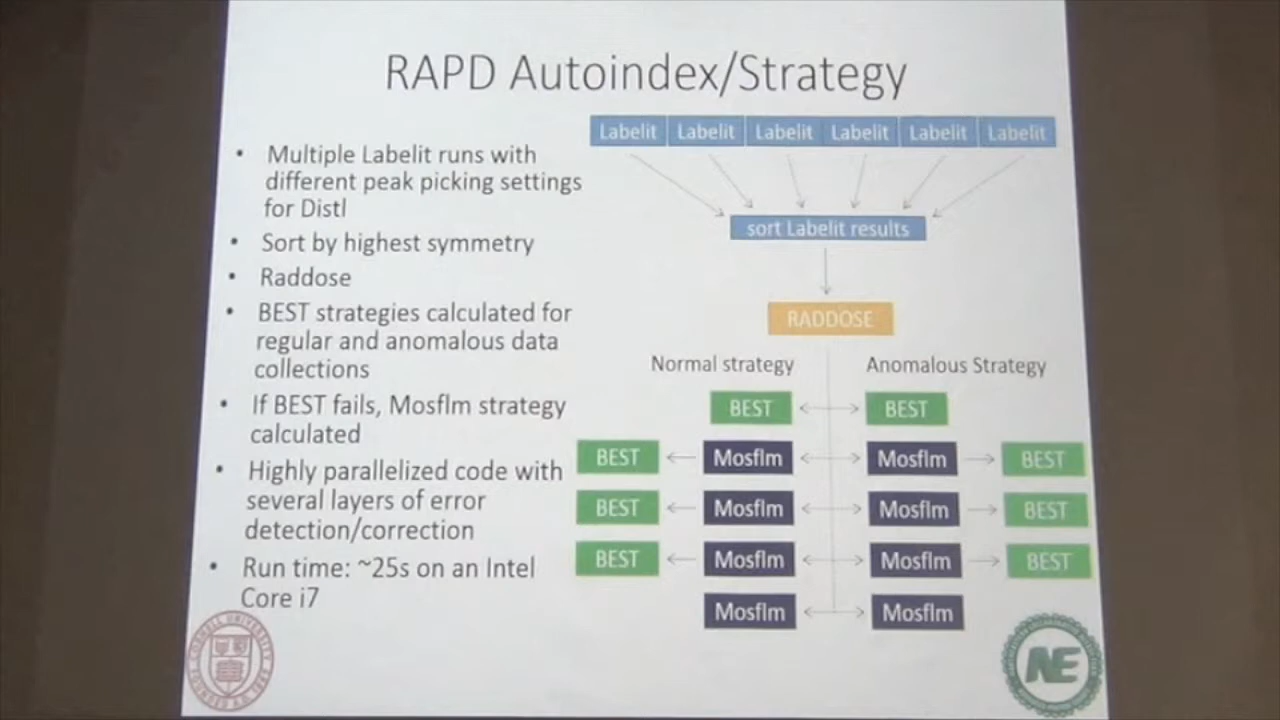 RAPD Autoindex/Strategy
• Multiple Labelit runs with
different peak picking settings
for Distl
• Sort by highest symmetry
• Raddose
• BEST strategies calculated for
regular and anomalous data
collections
• If BEST fails, Mosflm strategy
calculated
• Highly parallelized code with
several layers of error
detection/correction
• Run time: ~25s on an Intel
Core i7
Labelit Labelit Labelit Labelit Labelit Labelit
sort Labelit results
RADDOSE
Normal strategy Anomalous Strategy
BEST BEST
BEST Mosflm Mosflm BEST
BEST Mosflm Mosflm BEST
BEST Mosflm Mosflm BEST
Mosflm Mosflm
CORNELL UNIVERSITY
NE